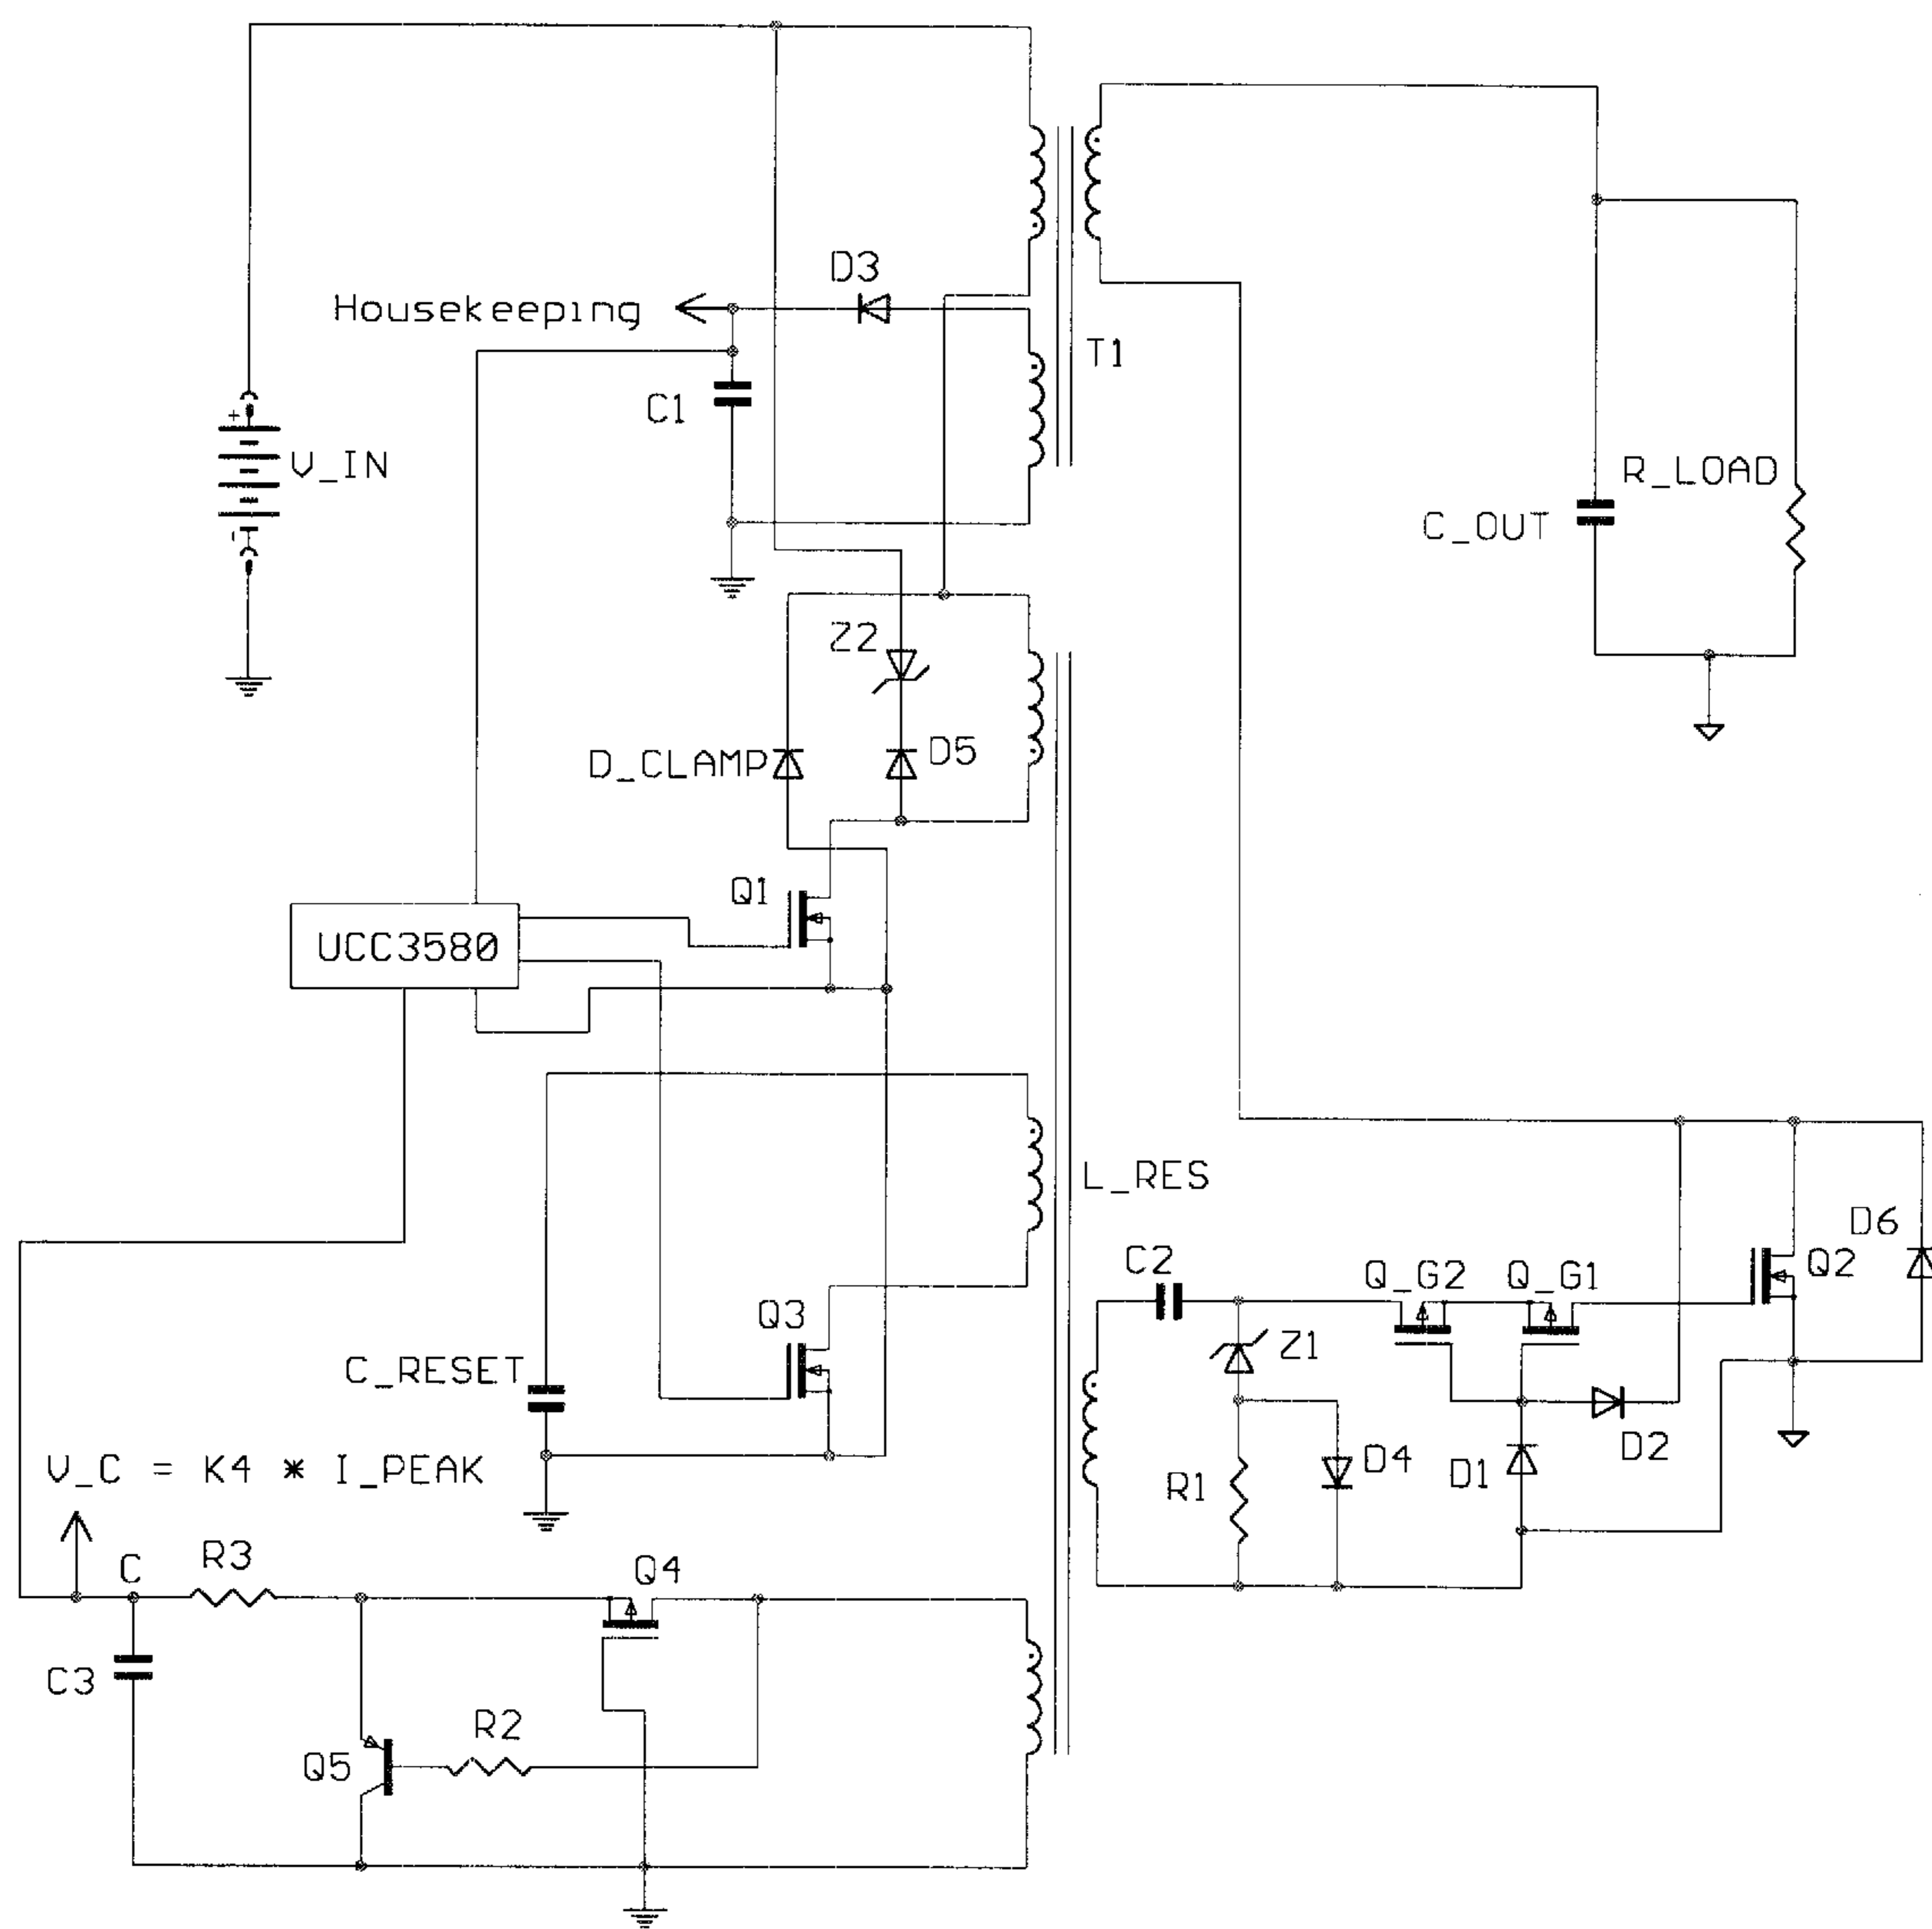 D3
Housekeeping
T1
C1
+
V_IN
-
R_LOAD
C_OUT
Z2
D_CLAMP
D5
Q1
UCC3580
L_RES
D6
C2
Q_G2
Q_G1
Q2
Q3
Z1
C_RESET
D2
D4
D1
R1
V_C = K4 * I_PEAK
C
R3
Q4
C3
R2
Q5